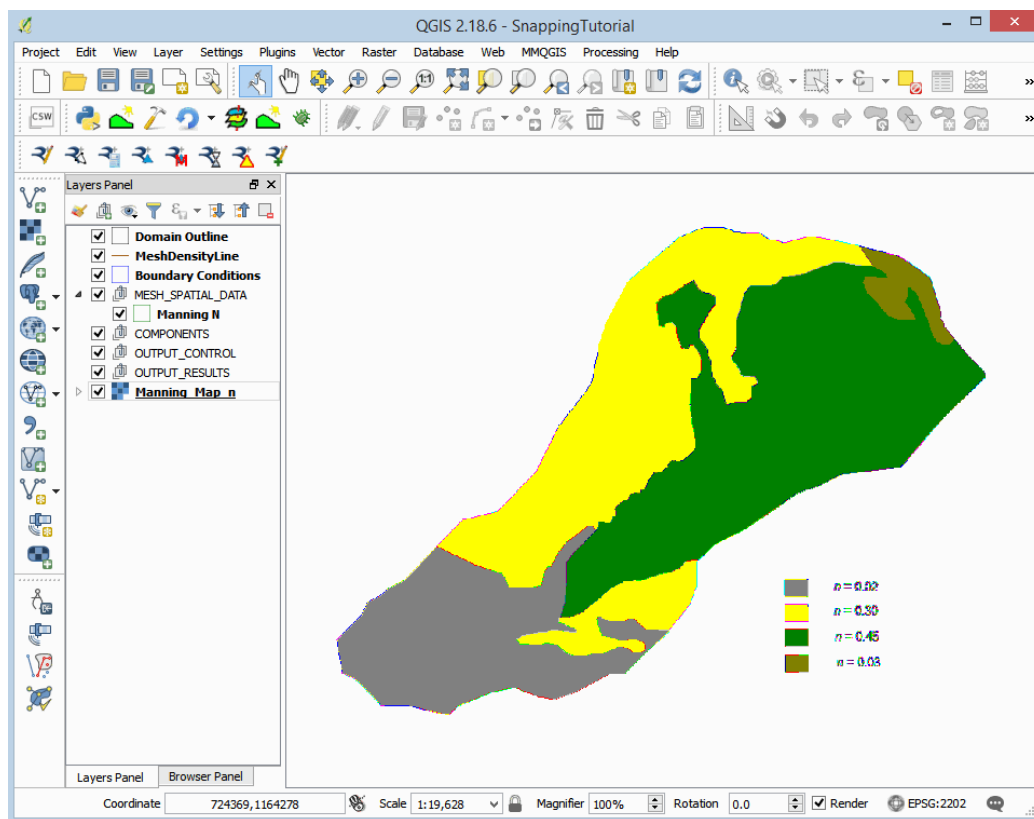 QGIS 2.18.6 - SnappingTutorial
Project Edit View Layer Settings Plugins Vector Raster Database Web MMQGIS Processing Help
1:1
»
CSW
»
Layers Panel
Domain Outline
MeshDensityLine
Boundary Conditions
MESH_SPATIAL_DATA
Manning N
COMPONENTS
OUTPUT_CONTROL
OUTPUT_RESULTS
Manning_Map_n
n = 0.02
n = 0.30
n = 0.45
n = 0.03
Layers Panel Browser Panel
Coordinate 724369,1164278 Scale 1:19,628 Magnifier 100% Rotation 0.0 Render EPSG:2202